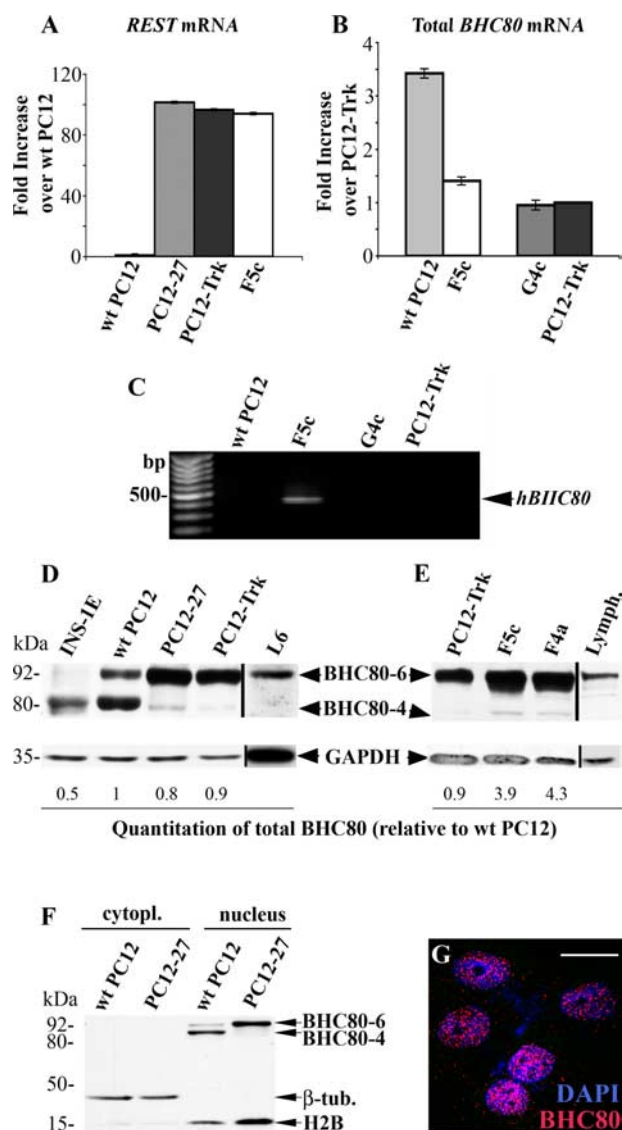 A
REST mRNA
Fold Increase
over wt PC12
120
80
40
0
wt PC12
PC12-27
PC12-Trk
F5c
B
Total BHC80 mRNA
Fold Increase
over PC12-Trk
4
3
2
1
0
wt PC12
F5c
G4c
PC12-Trk
C
wt PC12
F5c
G4c
PC12-Trk
bp
500-
hBHC80
D
INS-1E
wt PC12
PC12-27
PC12-Trk
L6
E
PC12-Trk
F5c
F4a
Lymph.
kDa
92-
BHC80-6
80-
BHC80-4
35-
GAPDH
0.5 1 0.8 0.9
0.9 3.9 4.3
Quantitation of total BHC80 (relative to wt PC12)
F
cytopl. nucleus
wt PC12
PC12-27
wt PC12
PC12-27
kDa
92-
BHC80-6
80-
BHC80-4
50-
β-tub.
15-
H2B
G
DAPI
BHC80